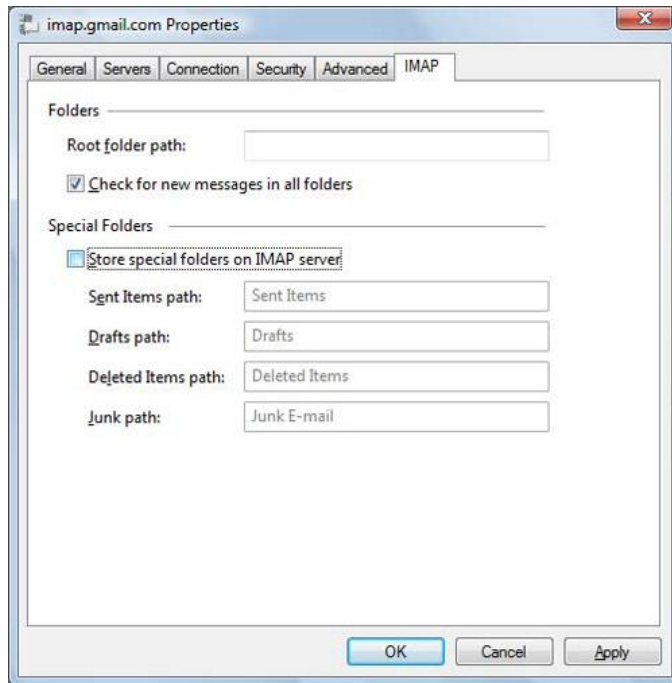 imap.gmail.com Properties
General Servers Connection Security Advanced IMAP
Folders
Root folder path:
Check for new messages in all folders
Special Folders
Store special folders on IMAP server
Sent Items path: Sent Items
Drafts path: Drafts
Deleted Items path: Deleted Items
Junk path: Junk E-mail
OK Cancel Apply